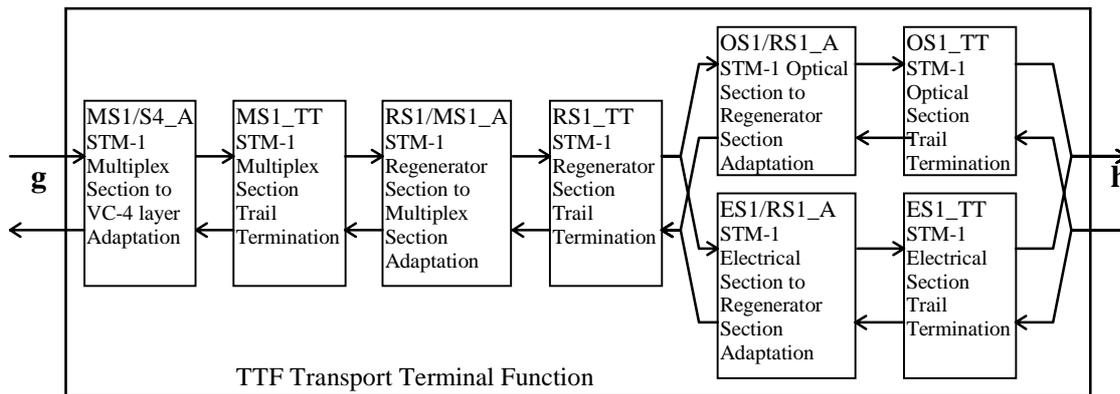 g
MS1/S4_A
STM-1
Multiplex
Section to
VC-4 layer
Adaptation
MS1_TT
STM-1
Multiplex
Section
Trail
Termination
RS1/MS1_A
STM-1
Regenerator
Section to
Multiplex
Section
Adaptation
RS1_TT
STM-1
Regenerator
Section
Trail
Termination
OS1/RS1_A
STM-1 Optical
Section to
Regenerator
Section
Adaptation
OS1_TT
STM-1
Optical
Section
Trail
Termination
ES1/RS1_A
STM-1
Electrical
Section to
Regenerator
Section
Adaptation
ES1_TT
STM-1
Electrical
Section
Trail
Termination
TTF Transport Terminal Function